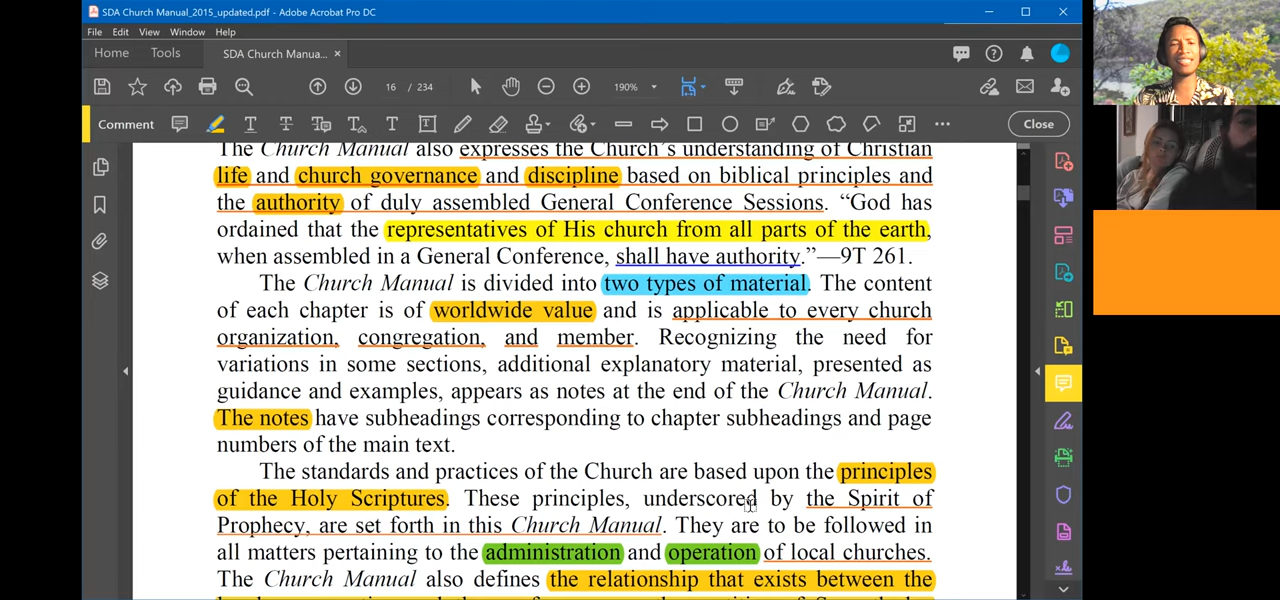 SDA Church Manual_2015_updated.pdf - Adobe Acrobat Pro DC
File Edit View Window Help
Home Tools SDA Church Manua... ×
16 / 234 190%
Comment Close
The Church Manual also expresses the Church's understanding of Christian
life and church governance and discipline based on biblical principles and
the authority of duly assembled General Conference Sessions. “God has
ordained that the representatives of His church from all parts of the earth,
when assembled in a General Conference, shall have authority.”—9T 261.
The Church Manual is divided into two types of material. The content
of each chapter is of worldwide value and is applicable to every church
organization, congregation, and member. Recognizing the need for
variations in some sections, additional explanatory material, presented as
guidance and examples, appears as notes at the end of the Church Manual.
The notes have subheadings corresponding to chapter subheadings and page
numbers of the main text.
The standards and practices of the Church are based upon the principles
of the Holy Scriptures. These principles, underscored by the Spirit of
Prophecy, are set forth in this Church Manual. They are to be followed in
all matters pertaining to the administration and operation of local churches.
The Church Manual also defines the relationship that exists between the